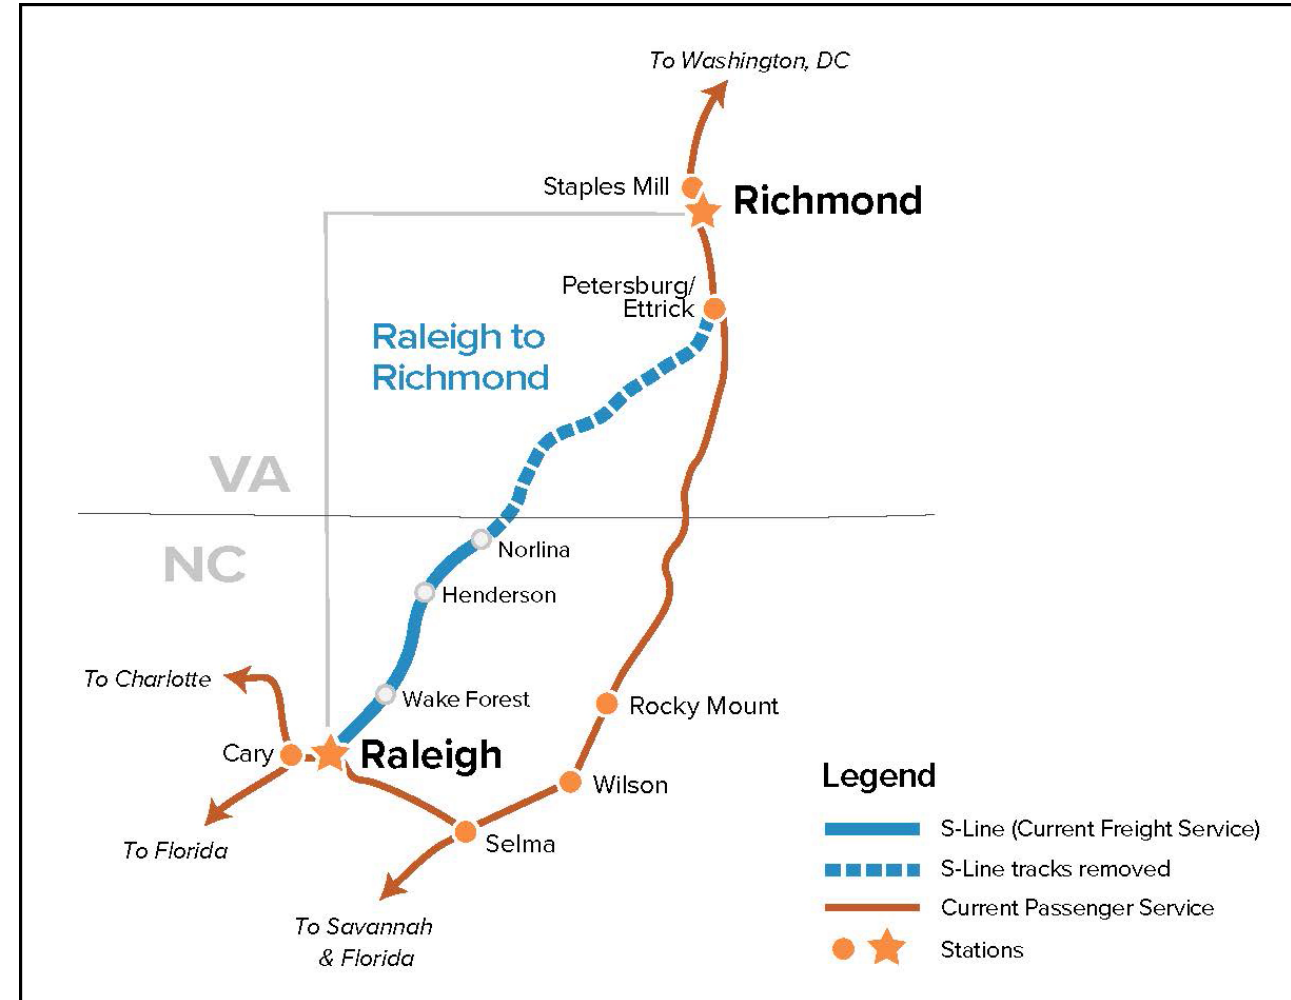 To Washington, DC
Staples Mill
Richmond
Petersburg/
Ettrick
Raleigh to
Richmond
VA
NC
Norlina
Henderson
Wake Forest
To Charlotte
Cary
Raleigh
To Florida
Rocky Mount
Wilson
Selma
To Savannah
& Florida
Legend
S-Line (Current Freight Service)
S-Line tracks removed
Current Passenger Service
Stations